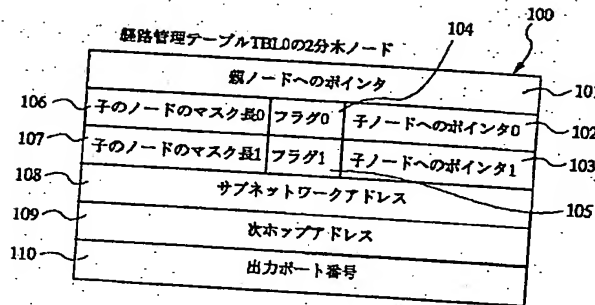 100
104
経路管理テーブルTBL0の2分木ノード
親ノードへのポインタ
101
106
子のノードのマスク長0 フラグ0 子ノードへのポインタ0
102
107
子のノードのマスク長1 フラグ1 子ノードへのポインタ1
103
108
サブネットワークアドレス
105
109
次ホップアドレス
110
出力ポート番号